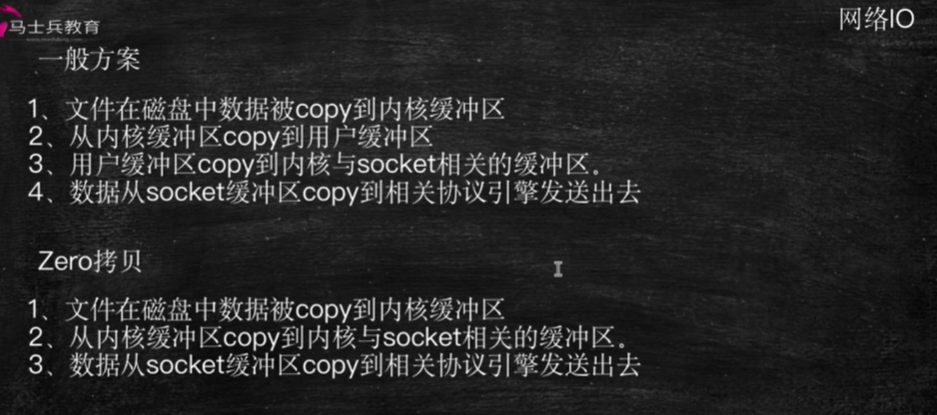 马士兵教育
网络IO
一般方案
1、文件在磁盘中数据被copy到内核缓冲区
2、从内核缓冲区copy到用户缓冲区
3、用户缓冲区copy到内核与socket相关的缓冲区。
4、数据从socket缓冲区copy到相关协议引擎发送出去
Zero拷贝
1、文件在磁盘中数据被copy到内核缓冲区
2、从内核缓冲区copy到内核与socket相关的缓冲区。
3、数据从socket缓冲区copy到相关协议引擎发送出去